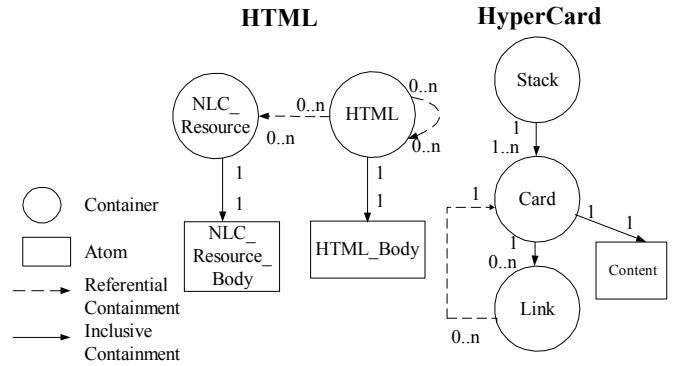 HTML
HyperCard
NLC_
Resource
0..n
0..n
HTML
0..n
0..n
1
1
NLC_
Resource_
Body
1
1
HTML_Body
Container
Atom
Referential
Containment
Inclusive
Containment
Stack
1
1..n
Card
1
1
1
1
0..n
Content
Link
0..n